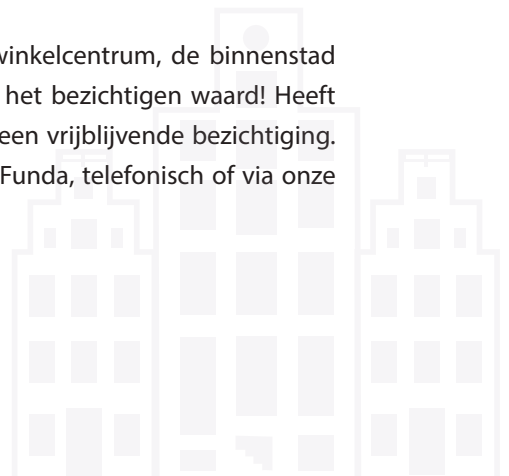 winkelcentrum, de binnenstad
het bezichtigen waard! Heeft
een vrijblijvende bezichtiging.
Funda, telefonisch of via onze